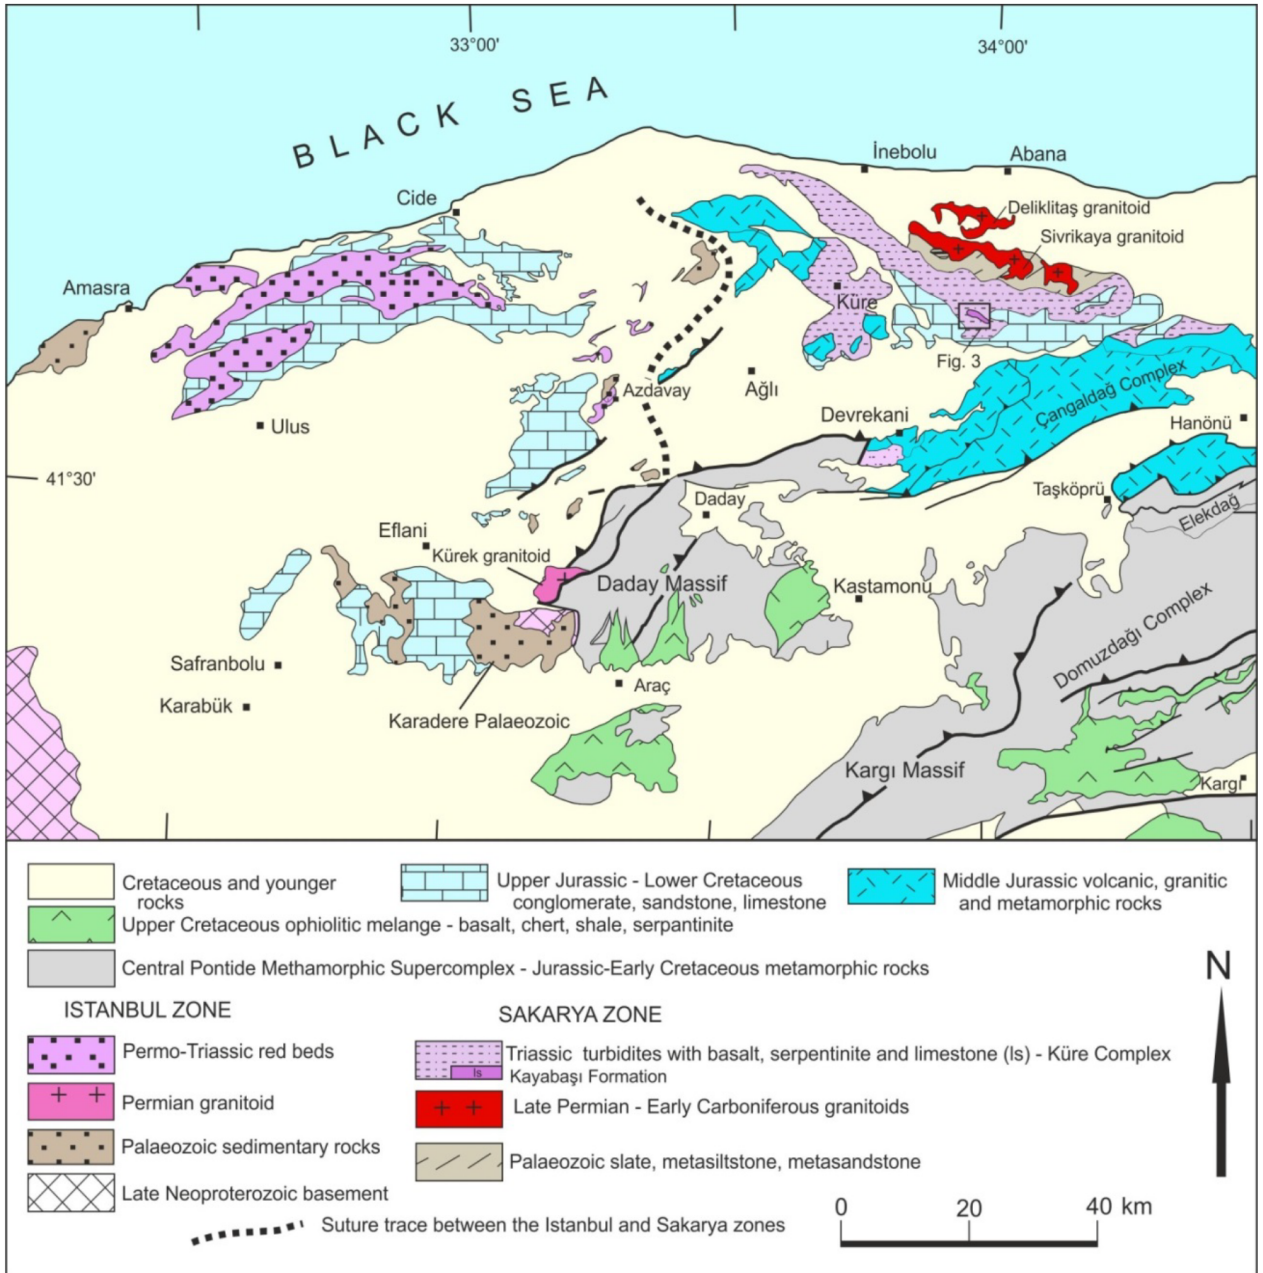 33°00'
34°00'
BLACK SEA
İnebolu
Abana
Cide
Deliklitaş granitoid
Sivrikaya granitoid
Amasra
Küre
Fig. 3
Azdavay
Ağlı
Çangaldağ Complex
Devrekani
Hanönü
Ulus
41°30'
Taşköprü
Daday
Elekdağ
Eflani
Kürek granitoid
Daday Massif
Kastamonu
Domuzdağı Complex
Safranbolu
Araç
Karabük
Karadere Palaeozoic
Kargı Massif
Kargı
Cretaceous and younger
rocks
Upper Jurassic - Lower Cretaceous
conglomerate, sandstone, limestone
Middle Jurassic volcanic, granitic
and metamorphic rocks
Upper Cretaceous ophiolitic melange - basalt, chert, shale, serpantinite
Central Pontide Methamorphic Supercomplex - Jurassic-Early Cretaceous metamorphic rocks
N
ISTANBUL ZONE
SAKARYA ZONE
Permo-Triassic red beds
Triassic turbidites with basalt, serpentinite and limestone (ls) - Küre Complex
ls
Kayabaşı Formation
Permian granitoid
Late Permian - Early Carboniferous granitoids
Palaeozoic sedimentary rocks
Palaeozoic slate, metasiltstone, metasandstone
Late Neoproterozoic basement
Suture trace between the Istanbul and Sakarya zones
0 20 40 km